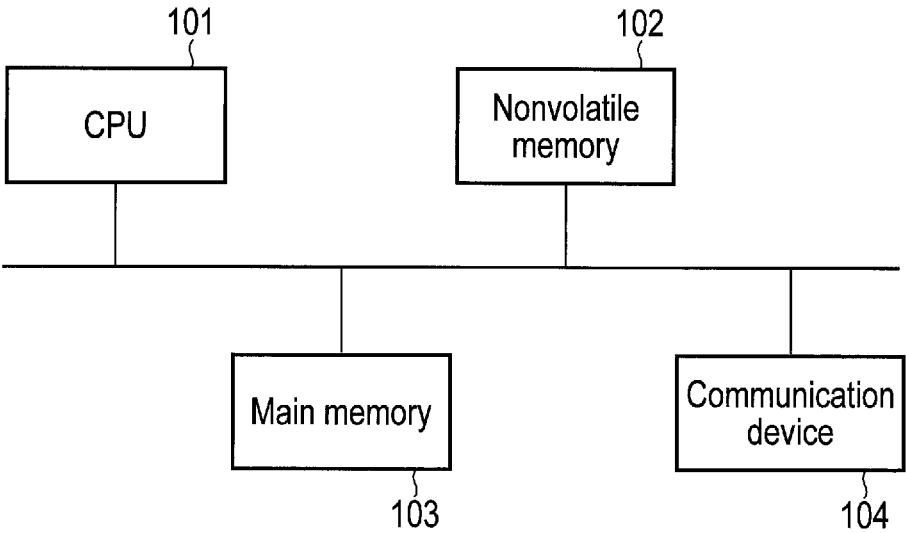 101
102
CPU
Nonvolatile
memory
Main memory
Communication
device
103
104